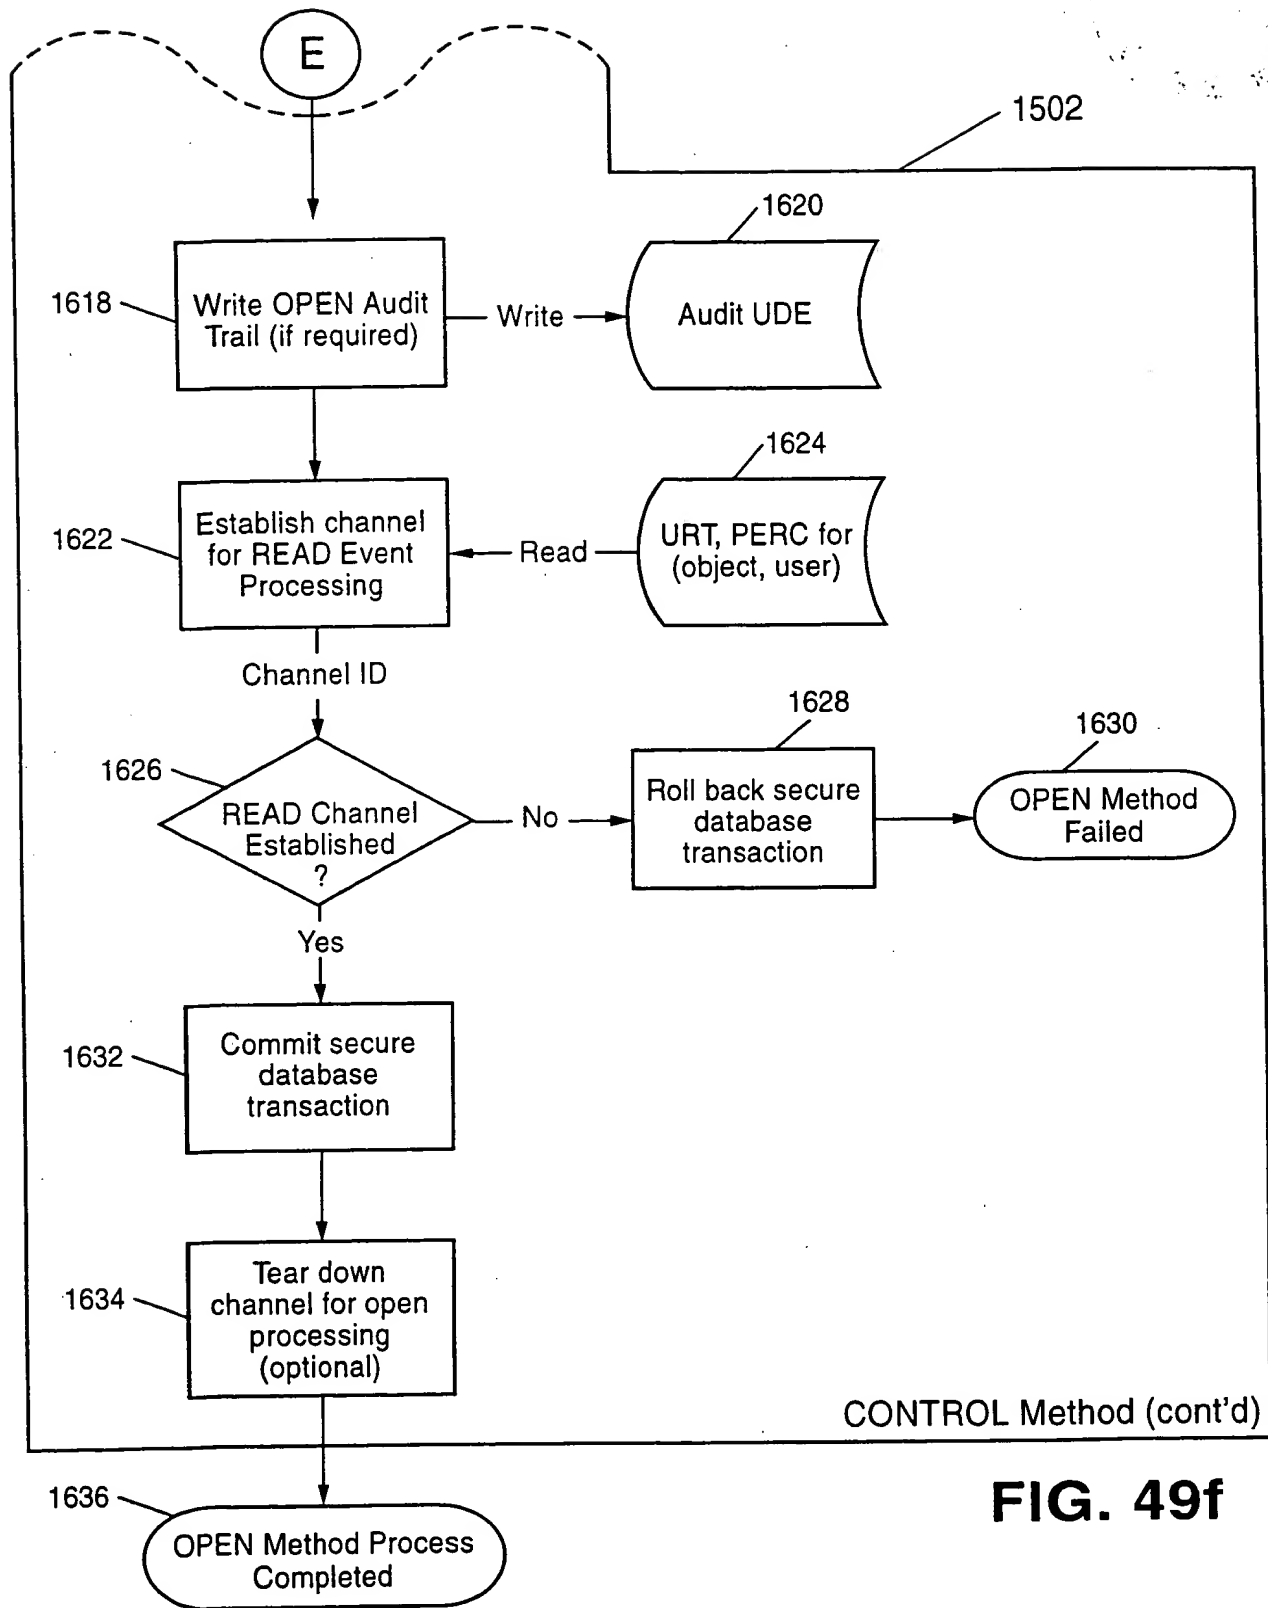 E
1502
1620
1618
Write OPEN Audit
Trail (if required)
Write
Audit UDE
1624
1622
Establish channel
for READ Event
Processing
Read
URT, PERC for
(object, user)
Channel ID
1628
1630
1626
READ Channel
Established
?
No
Roll back secure
database
transaction
OPEN Method
Failed
Yes
1632
Commit secure
database
transaction
1634
Tear down
channel for open
processing
(optional)
CONTROL Method (cont'd)
1636
OPEN Method Process
Completed
FIG. 49f